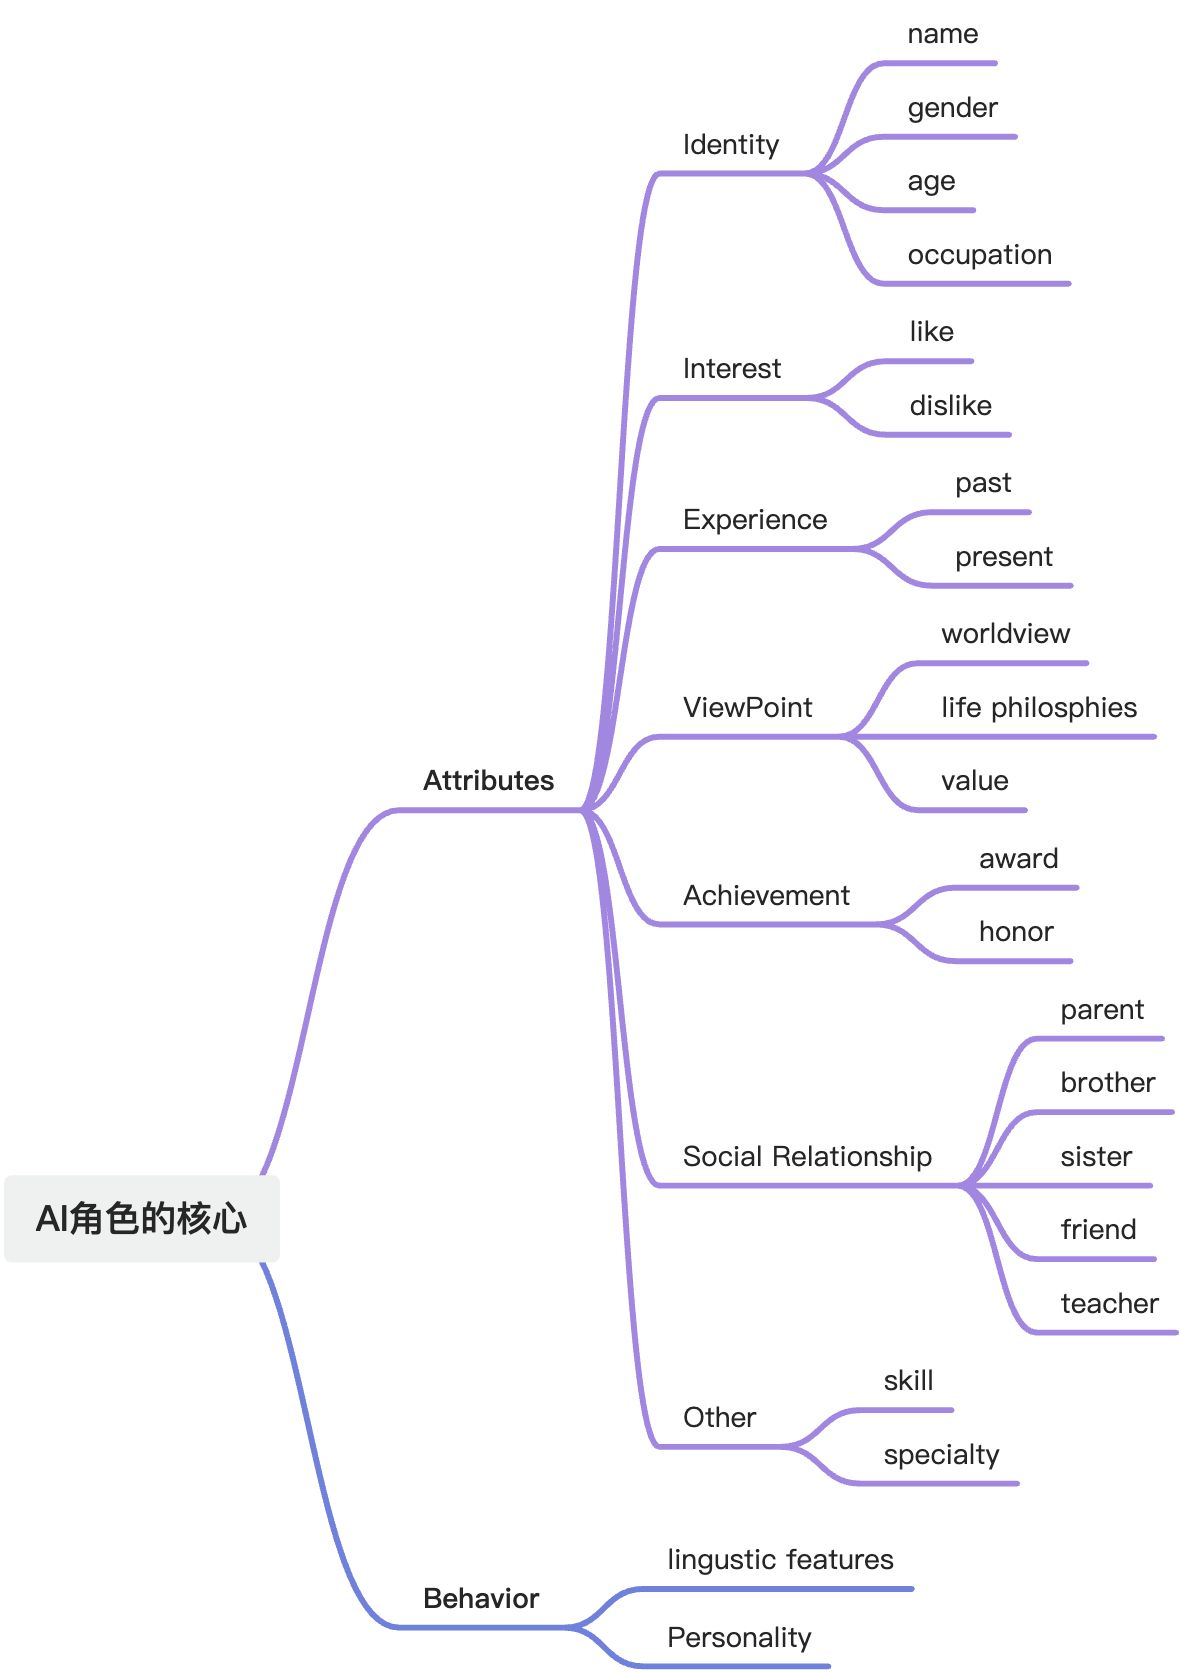 AI角色的核心
Attributes
Identity
name
gender
age
occupation
Interest
like
dislike
Experience
past
present
ViewPoint
worldview
life philosphies
value
Achievement
award
honor
Social Relationship
parent
brother
sister
friend
teacher
Other
skill
specialty
Behavior
lingustic features
Personality